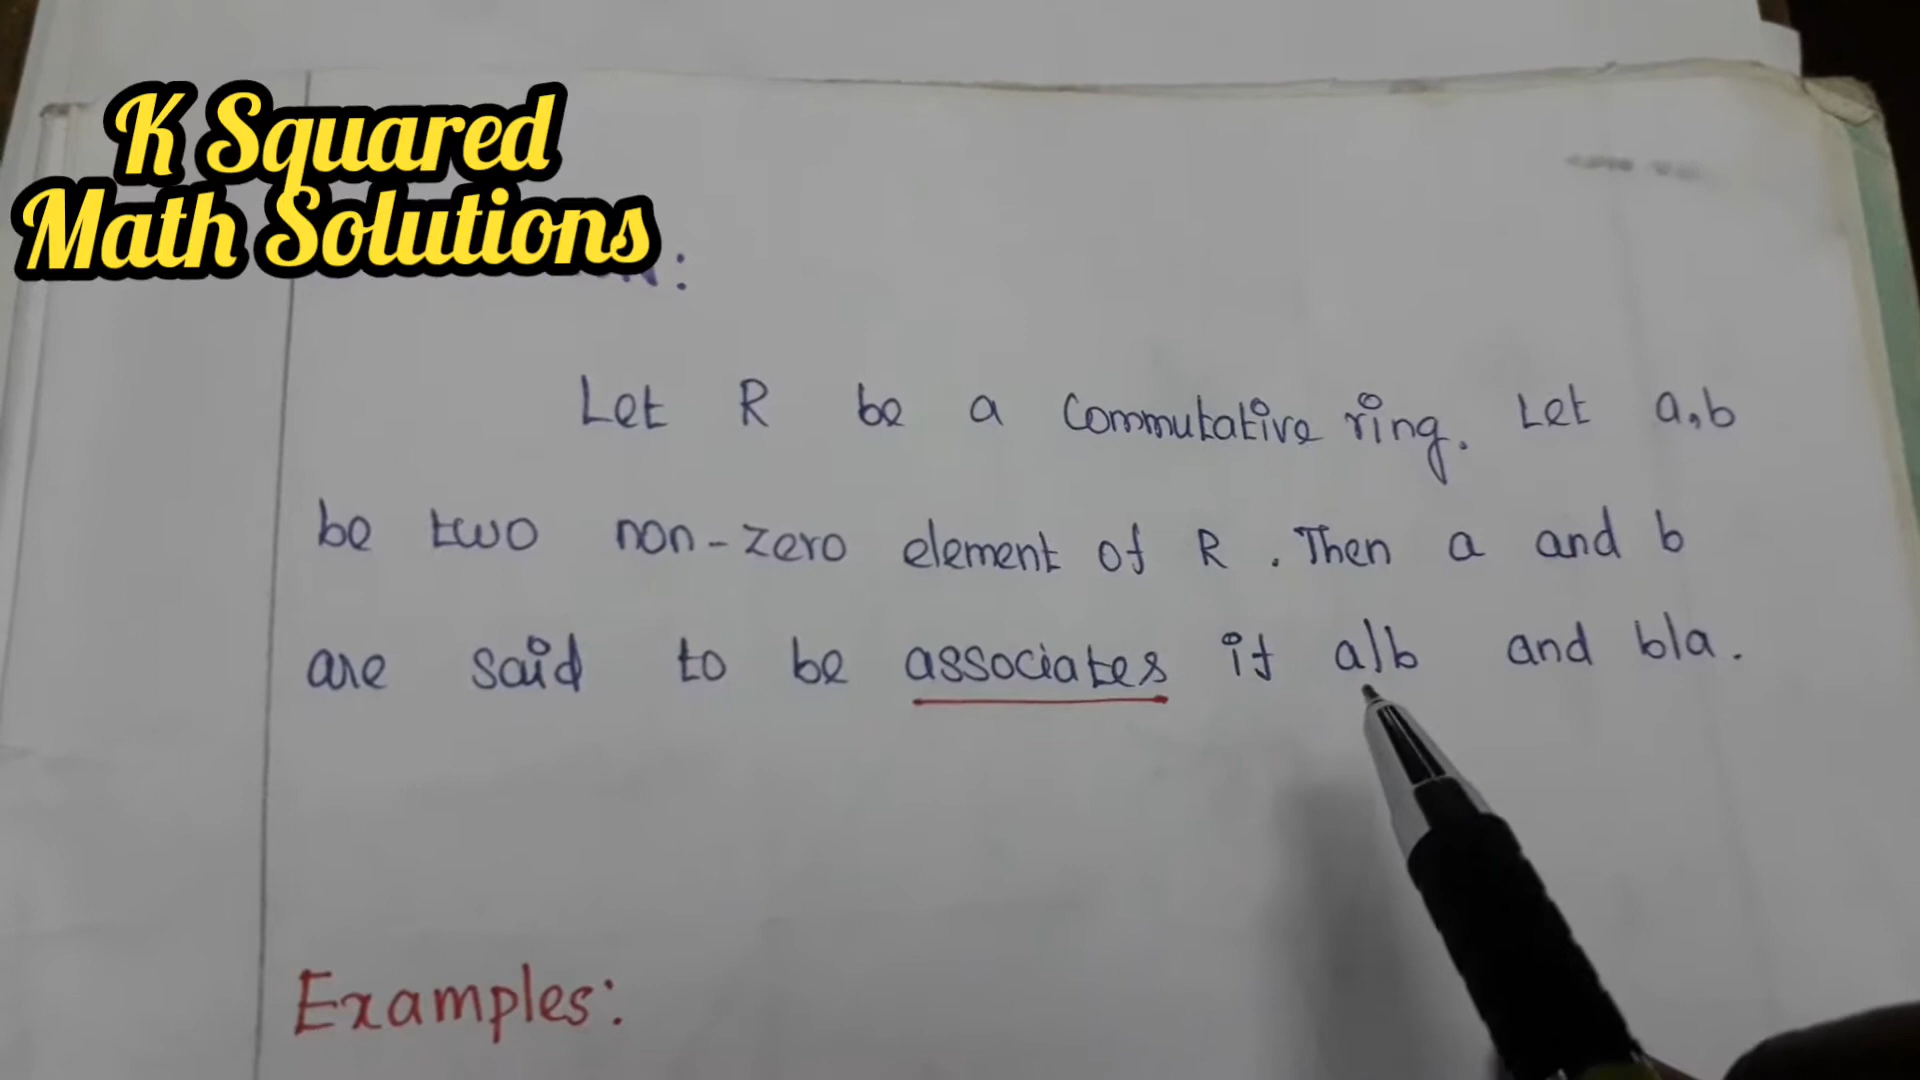 K Squared
Math Solutions
Let R be a commutative ring. Let a,b
be two non-zero element of R. Then a and b
are said to be associates if a|b and b|a.
Examples: